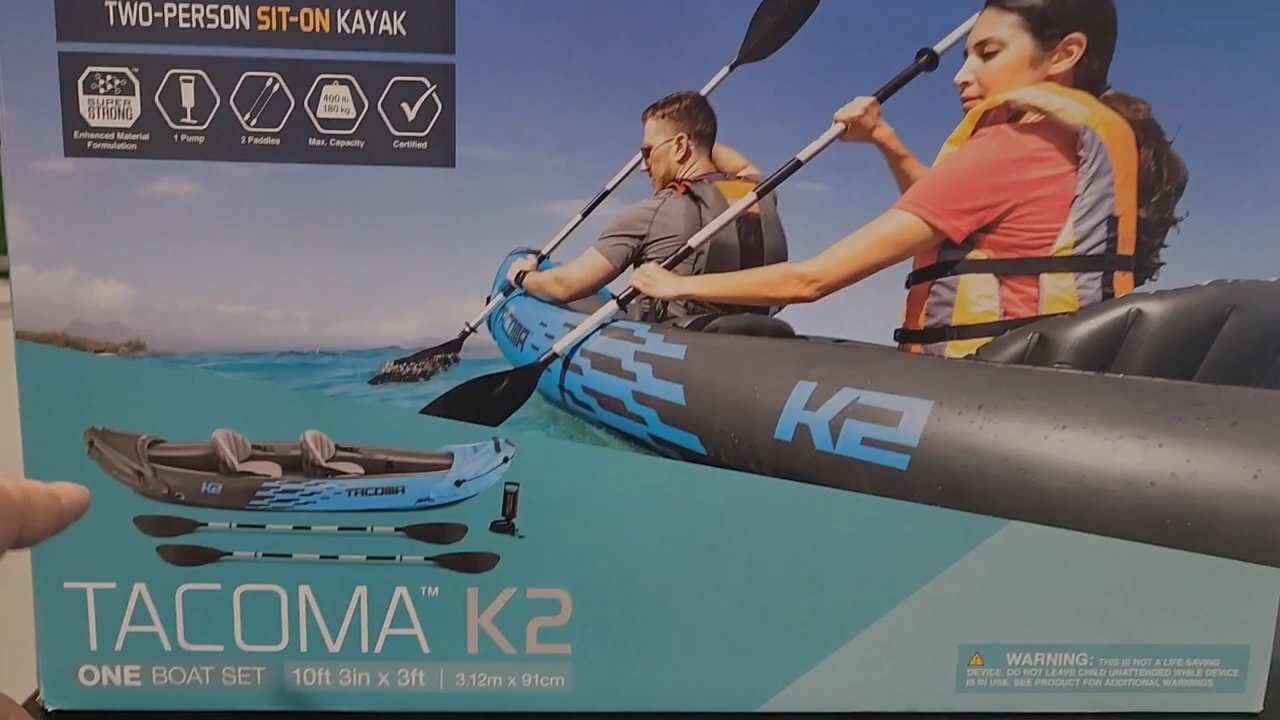 TWO-PERSON SIT-ON KAYAK
SUPER
STRONG™
Enhanced Material
Formulation
1 Pump
2 Paddles
400 lb
180 kg
Max. Capacity
Certified
TACOMA
K2
K2
TACOMA
TACOMA™ K2
ONE BOAT SET
10ft 3in x 3ft | 3.12m x 91cm
WARNING: THIS IS NOT A LIFE SAVING
DEVICE. DO NOT LEAVE CHILD UNATTENDED WHILE DEVICE
IS IN USE. SEE PRODUCT FOR ADDITIONAL WARNINGS.